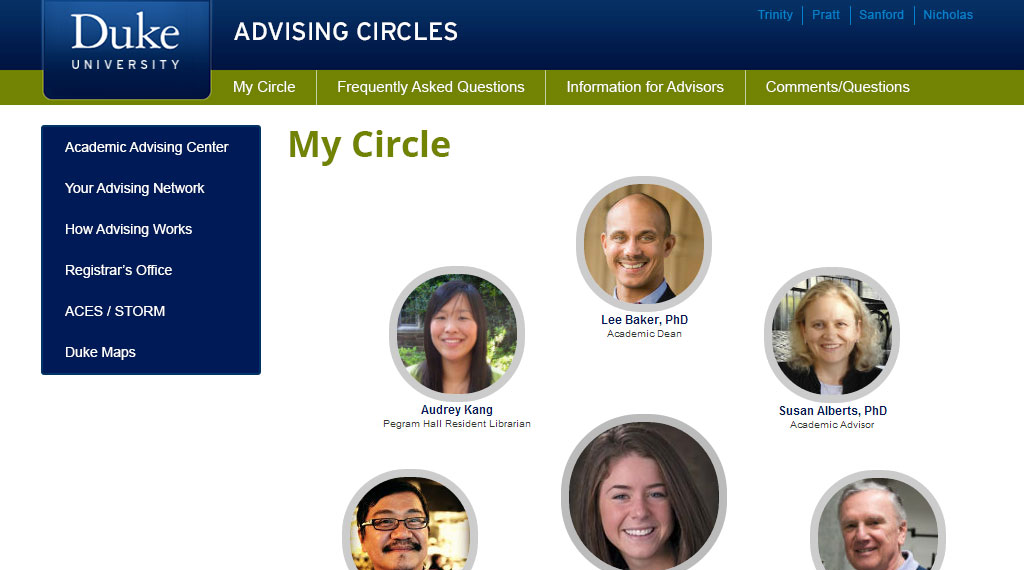 Duke
UNIVERSITY
ADVISING CIRCLES
Trinity
Pratt
Sanford
Nicholas
My Circle
Frequently Asked Questions
Information for Advisors
Comments/Questions
Academic Advising Center
Your Advising Network
How Advising Works
Registrar’s Office
ACES / STORM
Duke Maps
My Circle
Lee Baker, PhD
Academic Dean
Audrey Kang
Pegram Hall Resident Librarian
Susan Alberts, PhD
Academic Advisor